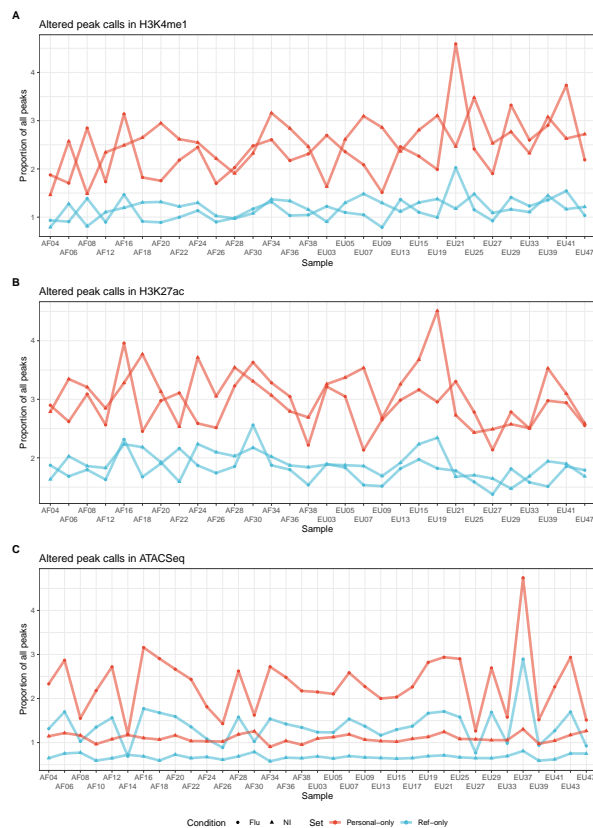 A
Altered peak calls in H3K4me1
Proportion of all peaks
4
3
2
1
AF04 AF08 AF16 AF20 AF24 AF28 AF34 AF38 EU05 EU09 EU15 EU21 EU27 EU33 EU41
AF06 AF12 AF18 AF22 AF26 AF30 AF36 EU03 EU07 EU13 EU19 EU25 EU29 EU39 EU47
Sample
B
Altered peak calls in H3K27ac
Proportion of all peaks
4
3
2
AF04 AF08 AF14 AF20 AF24 AF28 AF34 AF38 EU05 EU09 EU15 EU21 EU27 EU33 EU41
AF06 AF12 AF18 AF22 AF26 AF30 AF36 EU03 EU07 EU13 EU19 EU25 EU29 EU39 EU47
Sample
C
Altered peak calls in ATACSeq
Proportion of all peaks
4
3
2
1
AF04 AF08 AF12 AF16 AF20 AF24 AF28 AF34 AF38 EU05 EU09 EU15 EU21 EU27 EU37 EU41 EU47
AF06 AF10 AF14 AF18 AF22 AF26 AF30 AF36 EU03 EU07 EU13 EU19 EU25 EU29 EU33 EU39 EU43
Sample
Condition Flu NI Set Personal-only Ref-only